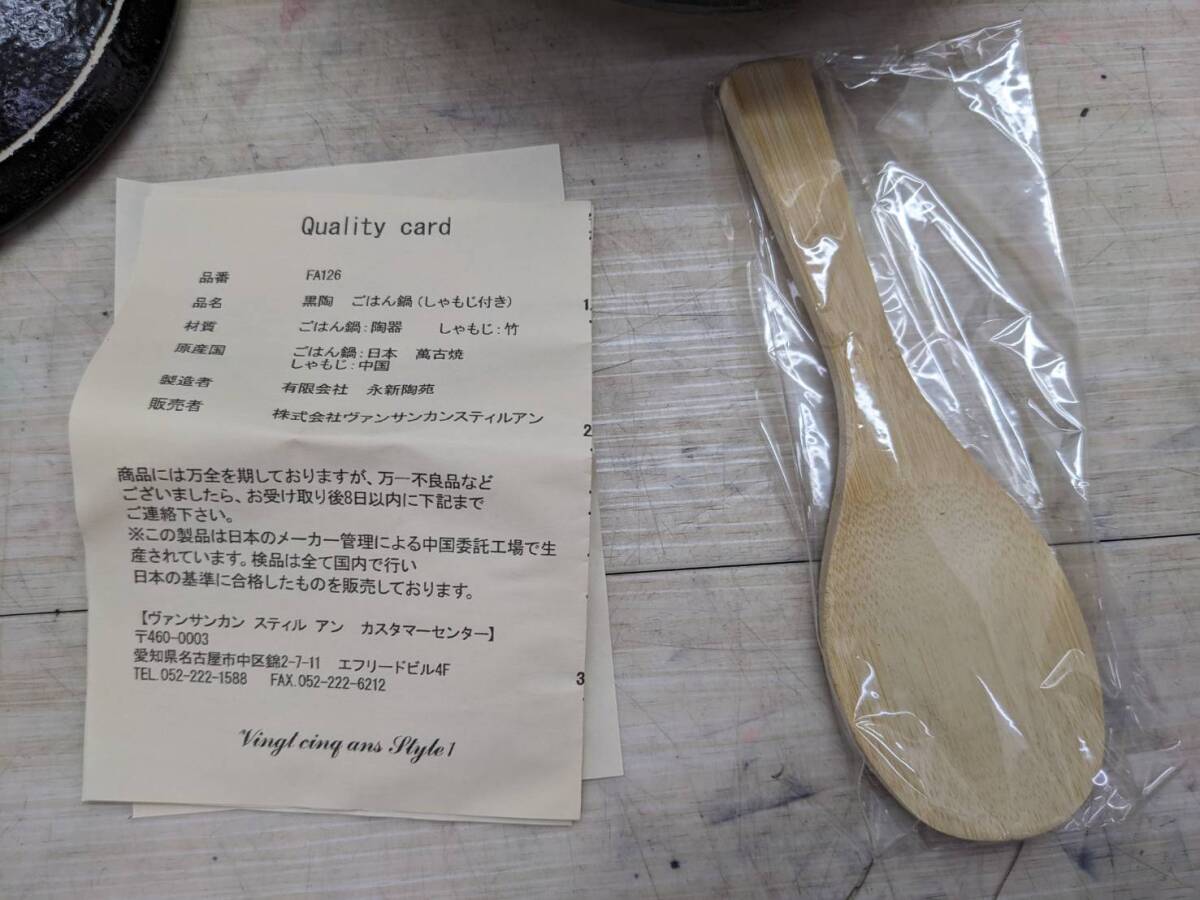 Quality card
品番 FA126
品名 黒陶 ごはん鍋(しゃもじ付き)
材質 ごはん鍋:陶器 しゃもじ:竹
原産国 ごはん鍋:日本 萬古焼
しゃもじ:中国
製造者 有限会社 永新陶苑
販売者 株式会社ヴァンサンカンスティルアン
商品には万全を期しておりますが、万一不良品など
ございましたら、お受け取り後8日以内に下記まで
ご連絡下さい。
※この製品は日本のメーカー管理による中国委託工場で生
産されています。検品は全て国内で行い
日本の基準に合格したものを販売しております。
【ヴァンサンカン スティル アン カスタマーセンター】
〒460-0003
愛知県名古屋市中区錦2-7-11 エフリードビル4F
TEL.052-222-1588 FAX.052-222-6212
Vingt cinq ans Style1
1
2
3